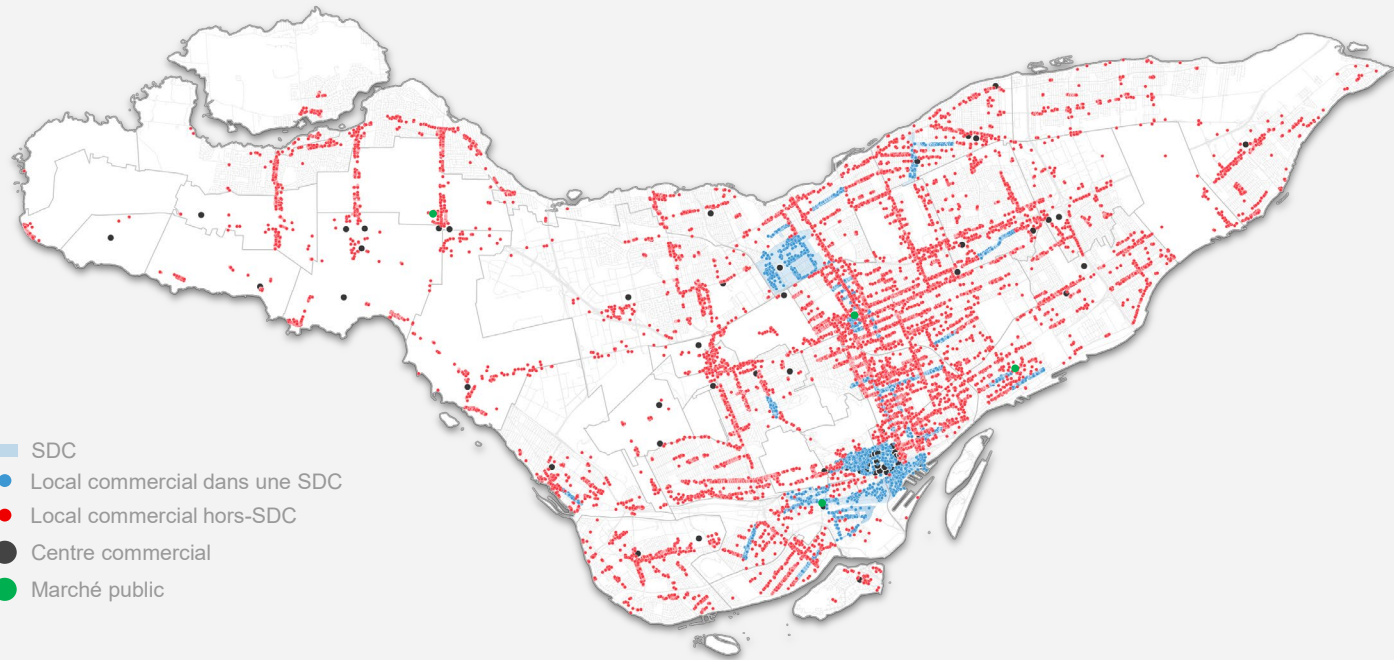 SDC
Local commercial dans une SDC
Local commercial hors-SDC
Centre commercial
Marché public